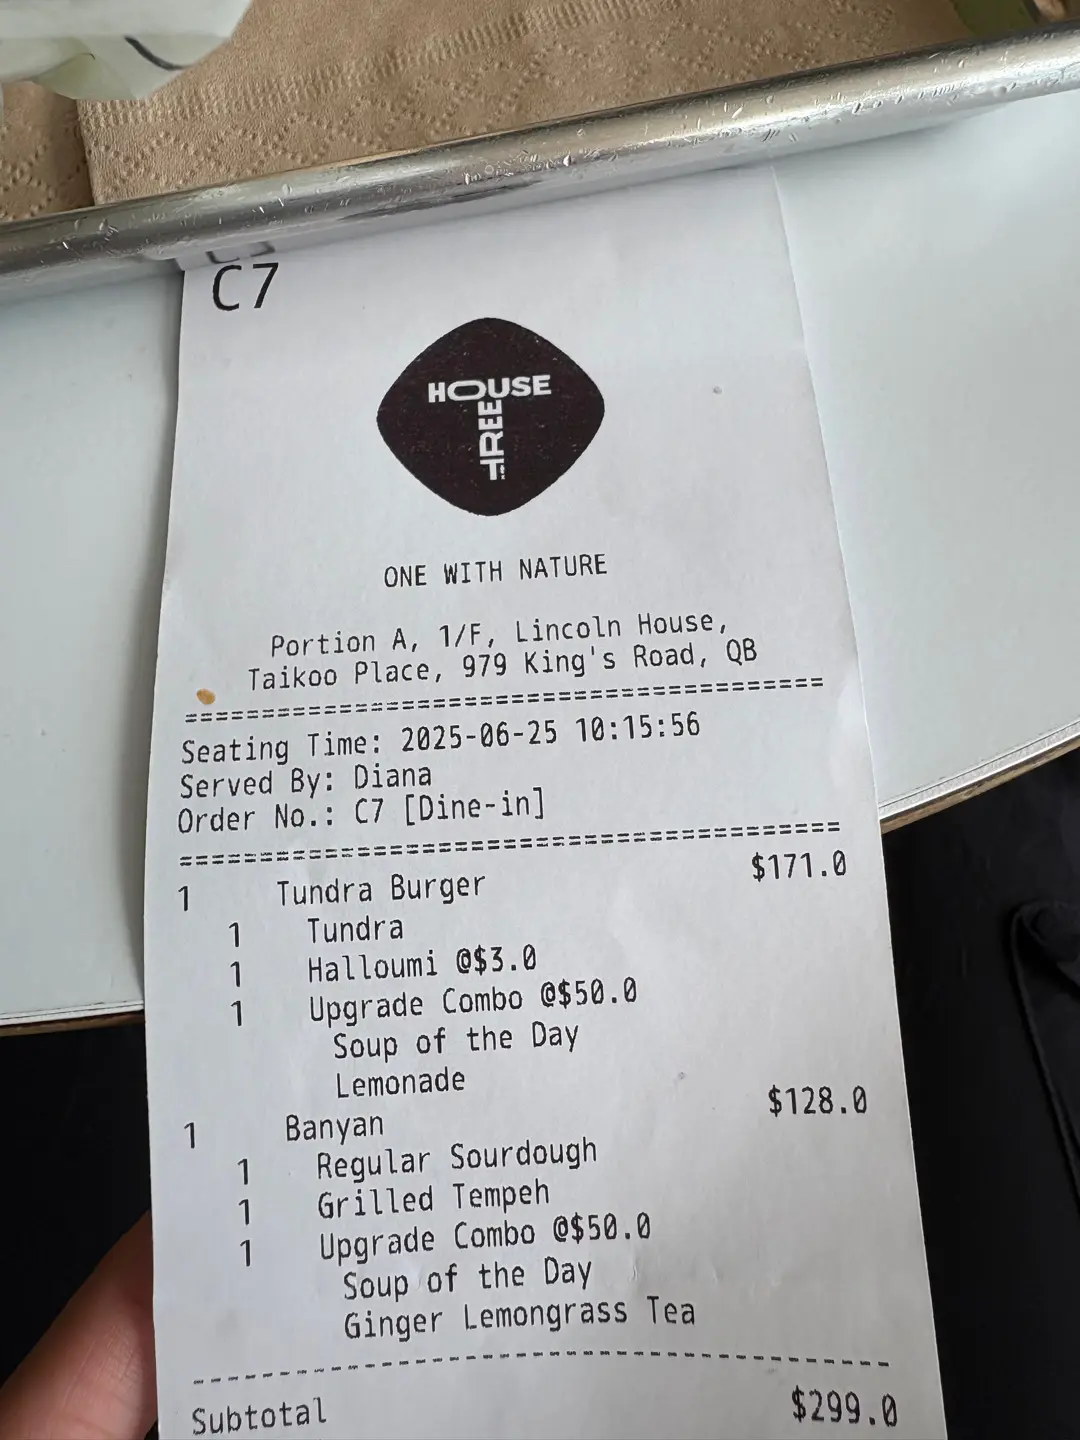 C7
HOUSE
TREE
ONE WITH NATURE
Portion A, 1/F, Lincoln House,
Taikoo Place, 979 King's Road, QB
=========================================
Seating Time: 2025-06-25 10:15:56
Served By: Diana
Order No.: C7 [Dine-in]
=========================================
1 Tundra Burger $171.0
1 Tundra
1 Halloumi @$3.0
1 Upgrade Combo @$50.0
Soup of the Day
Lemonade
1 Banyan $128.0
1 Regular Sourdough
1 Grilled Tempeh
1 Upgrade Combo @$50.0
Soup of the Day
Ginger Lemongrass Tea
-----------------------------------------
Subtotal $299.0